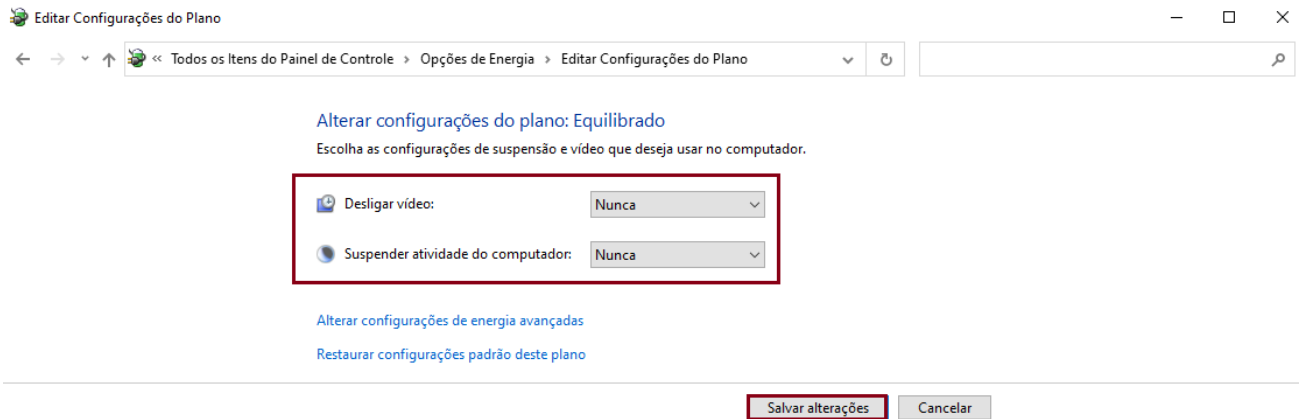 Editar Configurações do Plano
« Todos os Itens do Painel de Controle › Opções de Energia › Editar Configurações do Plano
Alterar configurações do plano: Equilibrado
Escolha as configurações de suspensão e vídeo que deseja usar no computador.
Desligar vídeo: Nunca
Suspender atividade do computador: Nunca
Alterar configurações de energia avançadas
Restaurar configurações padrão deste plano
Salvar alterações Cancelar